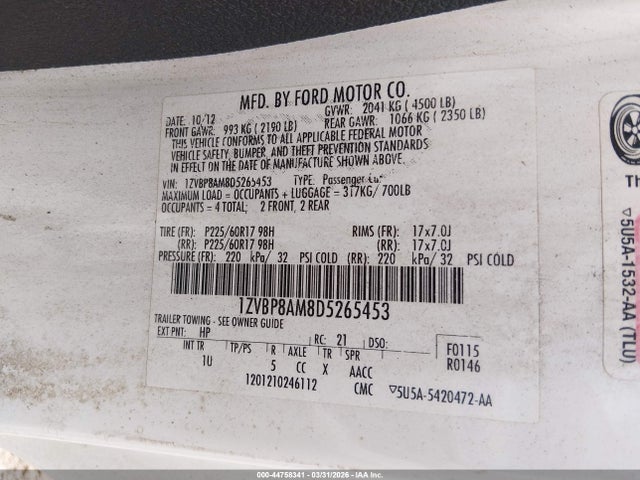 MFD. BY FORD MOTOR CO.
DATE: 10/12 GVWR: 2041 KG ( 4500 LB)
FRONT GAWR: 993 KG ( 2190 LB) REAR GAWR: 1066 KG ( 2350 LB)
THIS VEHICLE CONFORMS TO ALL APPLICABLE FEDERAL MOTOR
VEHICLE SAFETY, BUMPER, AND THEFT PREVENTION STANDARDS
IN EFFECT ON THE DATE OF MANUFACTURE SHOWN ABOVE.
VIN: 1ZVBP8AM8D5265453 TYPE: Passenger Car
MAXIMUM LOAD = OCCUPANTS + LUGGAGE = 317KG/ 700LB
OCCUPANTS = 4 TOTAL; 2 FRONT, 2 REAR
TIRE (FR): P225/60R17 98H RIMS (FR): 17x7.0J
(RR): P225/60R17 98H (RR): 17x7.0J
PRESSURE (FR): 220 kPa/ 32 PSI COLD (RR): 220 kPa/ 32 PSI COLD
1ZVBP8AM8D5265453
TRAILER TOWING - SEE OWNER GUIDE
EXT PNT: HP RC: 21 DSO: F0115
INT TR TP/PS R AXLE TR SPR R0146
1U 5 CC X AACC
1201210246112 CMC ▽5U5A-5420472-AA
Th
▽5U5A-1532-AA (TLU)
000-44758341 | 03/31/2026 - IAA Inc.